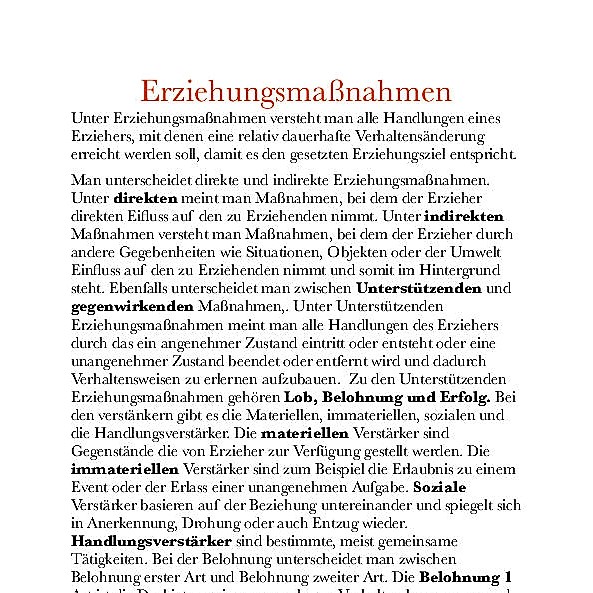 Erziehungsmaßnahmen
Unter Erziehungsmaßnahmen versteht man alle Handlungen eines
Erziehers, mit denen eine relativ dauerhafte Verhaltensänderung
erreicht werden soll, damit es den gesetzten Erziehungsziel entspricht.
Man unterscheidet direkte und indirekte Erziehungsmaßnahmen.
Unter direkten meint man Maßnahmen, bei dem der Erzieher
direkten Eifluss auf den zu Erziehenden nimmt. Unter indirekten
Maßnahmen versteht man Maßnahmen, bei dem der Erzieher durch
andere Gegebenheiten wie Situationen, Objekten oder der Umwelt
Einfluss auf den zu Erziehenden nimmt und somit im Hintergrund
steht. Ebenfalls unterscheidet man zwischen Unterstützenden und
gegenwirkenden Maßnahmen,. Unter Unterstützenden
Erziehungsmaßnahmen meint man alle Handlungen des Erziehers
durch das ein angenehmer Zustand eintritt oder entsteht oder eine
unangenehmer Zustand beendet oder entfernt wird und dadurch
Verhaltensweisen zu erlernen aufzubauen. Zu den Unterstützenden
Erziehungsmaßnahmen gehören Lob, Belohnung und Erfolg. Bei
den verstänkern gibt es die Materiellen, immateriellen, sozialen und
die Handlungsverstärker. Die materiellen Verstärker sind
Gegenstände die von Erzieher zur Verfügung gestellt werden. Die
immateriellen Verstärker sind zum Beispiel die Erlaubnis zu einem
Event oder der Erlass einer unangenehmen Aufgabe. Soziale
Verstärker basieren auf der Beziehung untereinander und spiegelt sich
in Anerkennung, Drohung oder auch Entzug wieder.
Handlungsverstärker sind bestimmte, meist gemeinsame
Tätigkeiten. Bei der Belohnung unterscheidet man zwischen
Belohnung erster Art und Belohnung zweiter Art. Die Belohnung 1